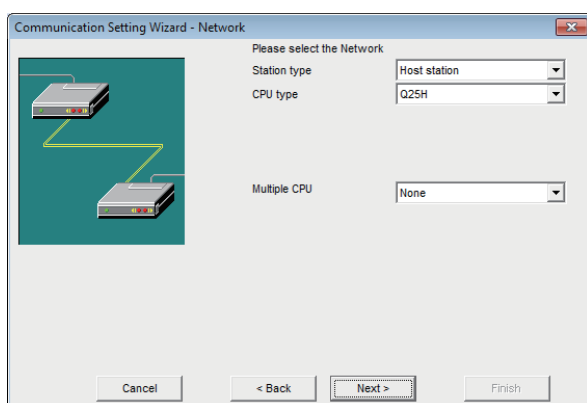 Communication Setting Wizard - Network
Please select the Network
Station type Host station
CPU type Q25H
Multiple CPU None
Cancel < Back Next > Finish